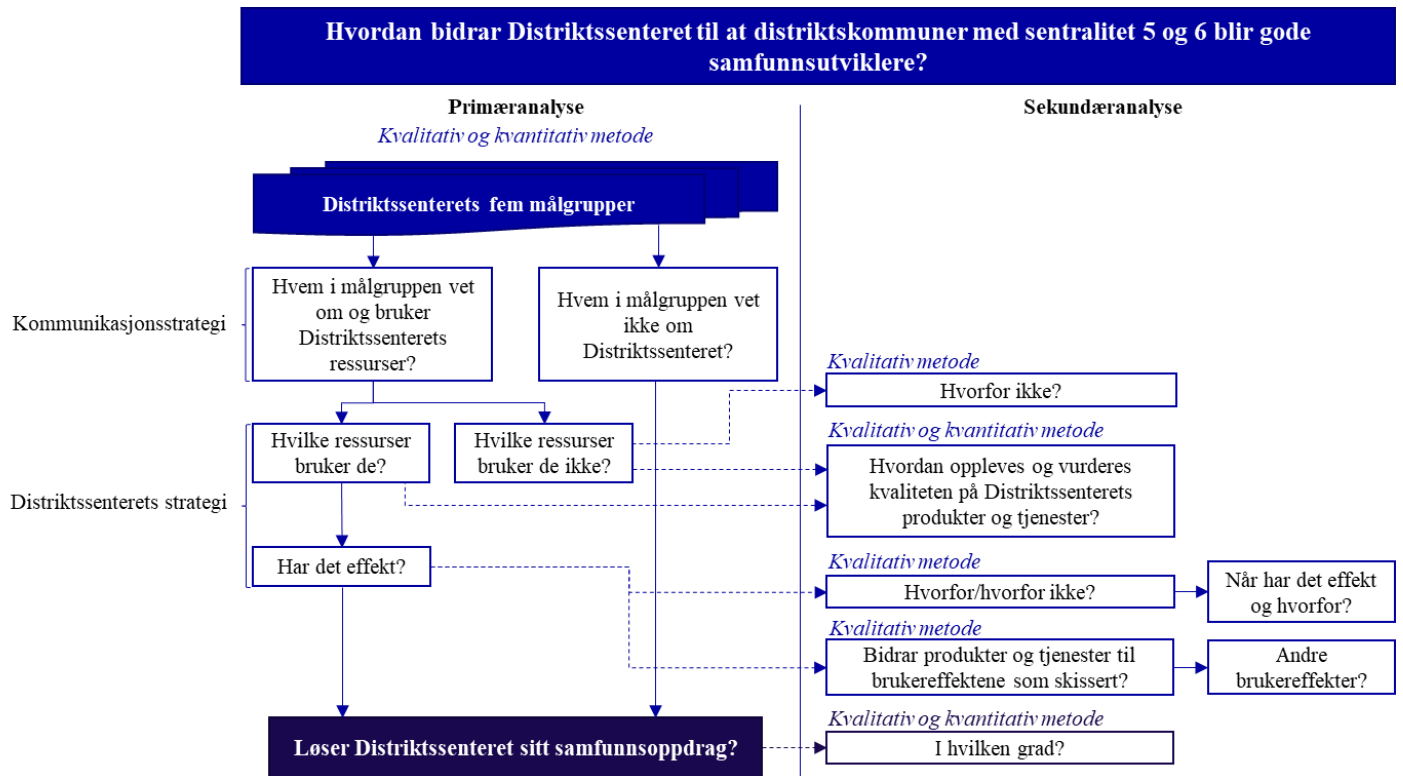 Hvordan bidrar Distriktssenteret til at distriktskommuner med sentralitet 5 og 6 blir gode
samfunnsutviklere?
Primæranalyse
Kvalitativ og kvantitativ metode
Distriktssenterets fem målgrupper
Kommunikasjonsstrategi
Hvem i målgruppen vet
om og bruker
Distriktssenterets
ressurser?
Hvem i målgruppen vet
ikke om
Distriktssenteret?
Distriktssenterets strategi
Hvilke ressurser
bruker de?
Hvilke ressurser
bruker de ikke?
Har det effekt?
Løser Distriktssenteret sitt samfunnsoppdrag?
Sekundæranalyse
Kvalitativ metode
Hvorfor ikke?
Kvalitativ og kvantitativ metode
Hvordan oppleves og vurderes
kvaliteten på Distriktssenterets
produkter og tjenester?
Kvalitativ metode
Hvorfor/hvorfor ikke?
Når har det effekt
og hvorfor?
Kvalitativ metode
Bidrar produkter og tjenester til
brukereffektene som skissert?
Andre
brukereffekter?
Kvalitativ og kvantitativ metode
I hvilken grad?